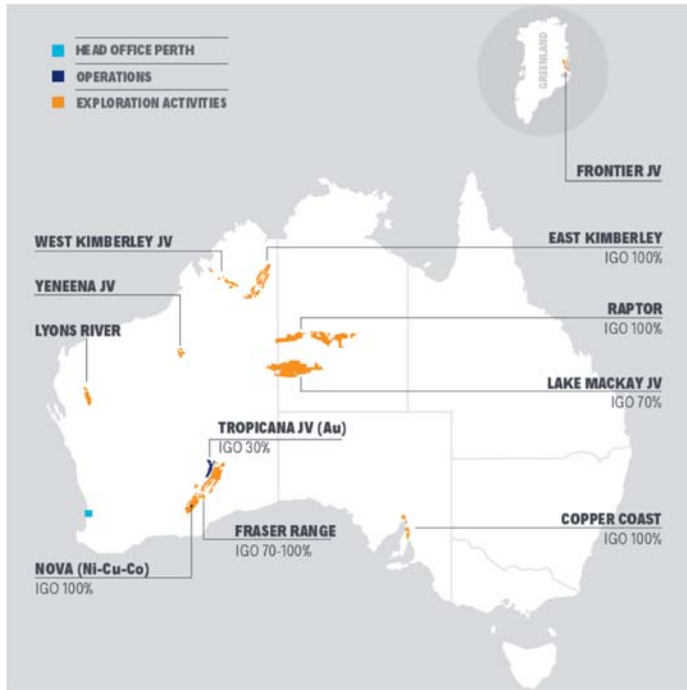 HEAD OFFICE PERTH
OPERATIONS
EXPLORATION ACTIVITIES
GREENLAND
FRONTIER JV
WEST KIMBERLEY JV
EAST KIMBERLEY
IGO 100%
YENEENA JV
RAPTOR
IGO 100%
LYONS RIVER
LAKE MACKAY JV
IGO 70%
TROPICANA JV (Au)
IGO 30%
COPPER COAST
IGO 100%
FRASER RANGE
IGO 70-100%
NOVA (Ni-Cu-Co)
IGO 100%